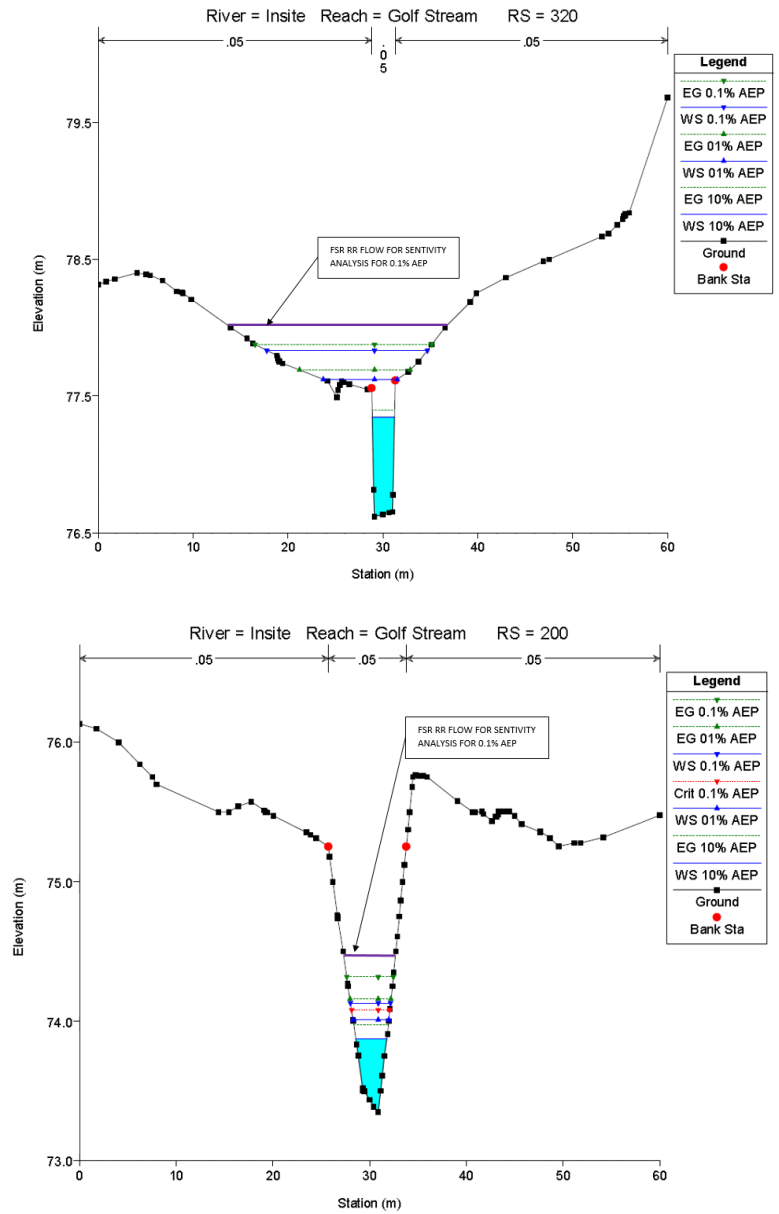 River = Insite Reach = Golf Stream RS = 320
.05
.05
.05
Legend
EG 0.1% AEP
WS 0.1% AEP
EG 01% AEP
WS 01% AEP
EG 10% AEP
WS 10% AEP
Ground
Bank Sta
FSR RR FLOW FOR SENTIVITY
ANALYSIS FOR 0.1% AEP
79.5
78.5
77.5
76.5
Elevation (m)
0 10 20 30 40 50 60
Station (m)
River = Insite Reach = Golf Stream RS = 200
.05 .05 .05
Legend
EG 0.1% AEP
EG 01% AEP
WS 0.1% AEP
Crit 0.1% AEP
WS 01% AEP
EG 10% AEP
WS 10% AEP
Ground
Bank Sta
FSR RR FLOW FOR SENTIVITY
ANALYSIS FOR 0.1% AEP
76.0
75.0
74.0
73.0
Elevation (m)
0 10 20 30 40 50 60
Station (m)